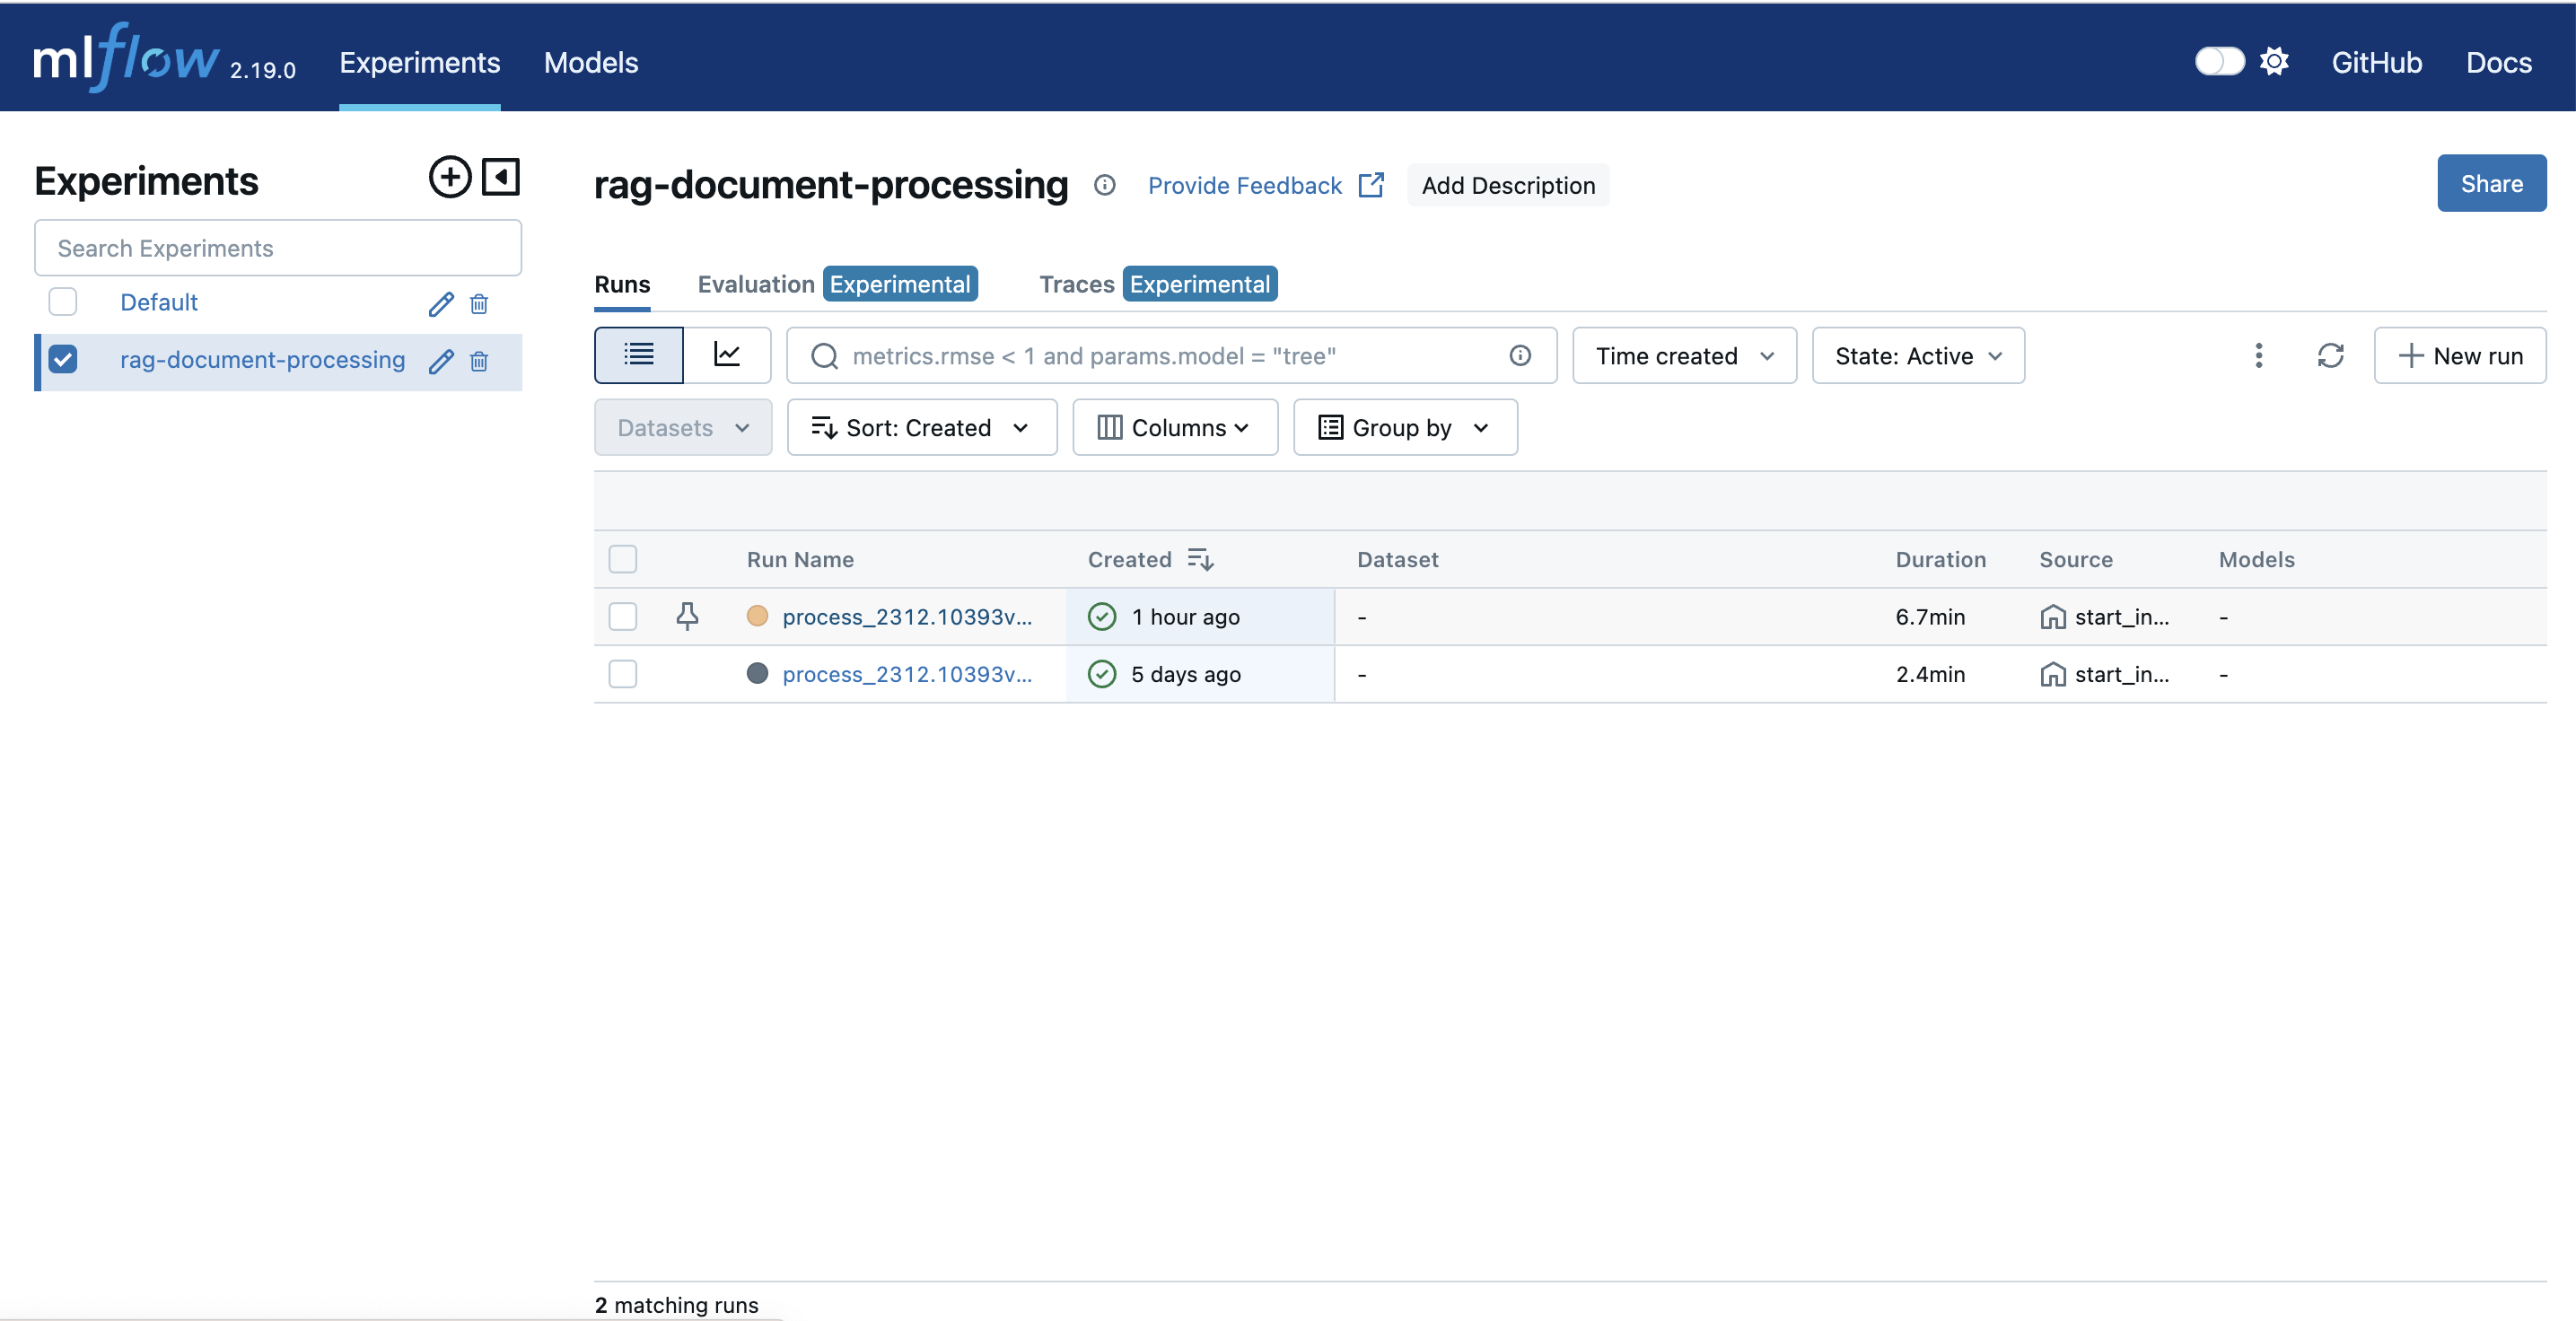 mlflow 2.19.0 Experiments Models GitHub Docs
Experiments
Search Experiments
Default
rag-document-processing
rag-document-processing Provide Feedback Add Description Share
Runs Evaluation Experimental Traces Experimental
metrics.rmse < 1 and params.model = "tree" Time created State: Active New run
Datasets Sort: Created Columns Group by
Run Name Created Dataset Duration Source Models
process_2312.10393v... 1 hour ago - 6.7min start_in... -
process_2312.10393v... 5 days ago - 2.4min start_in... -
2 matching runs